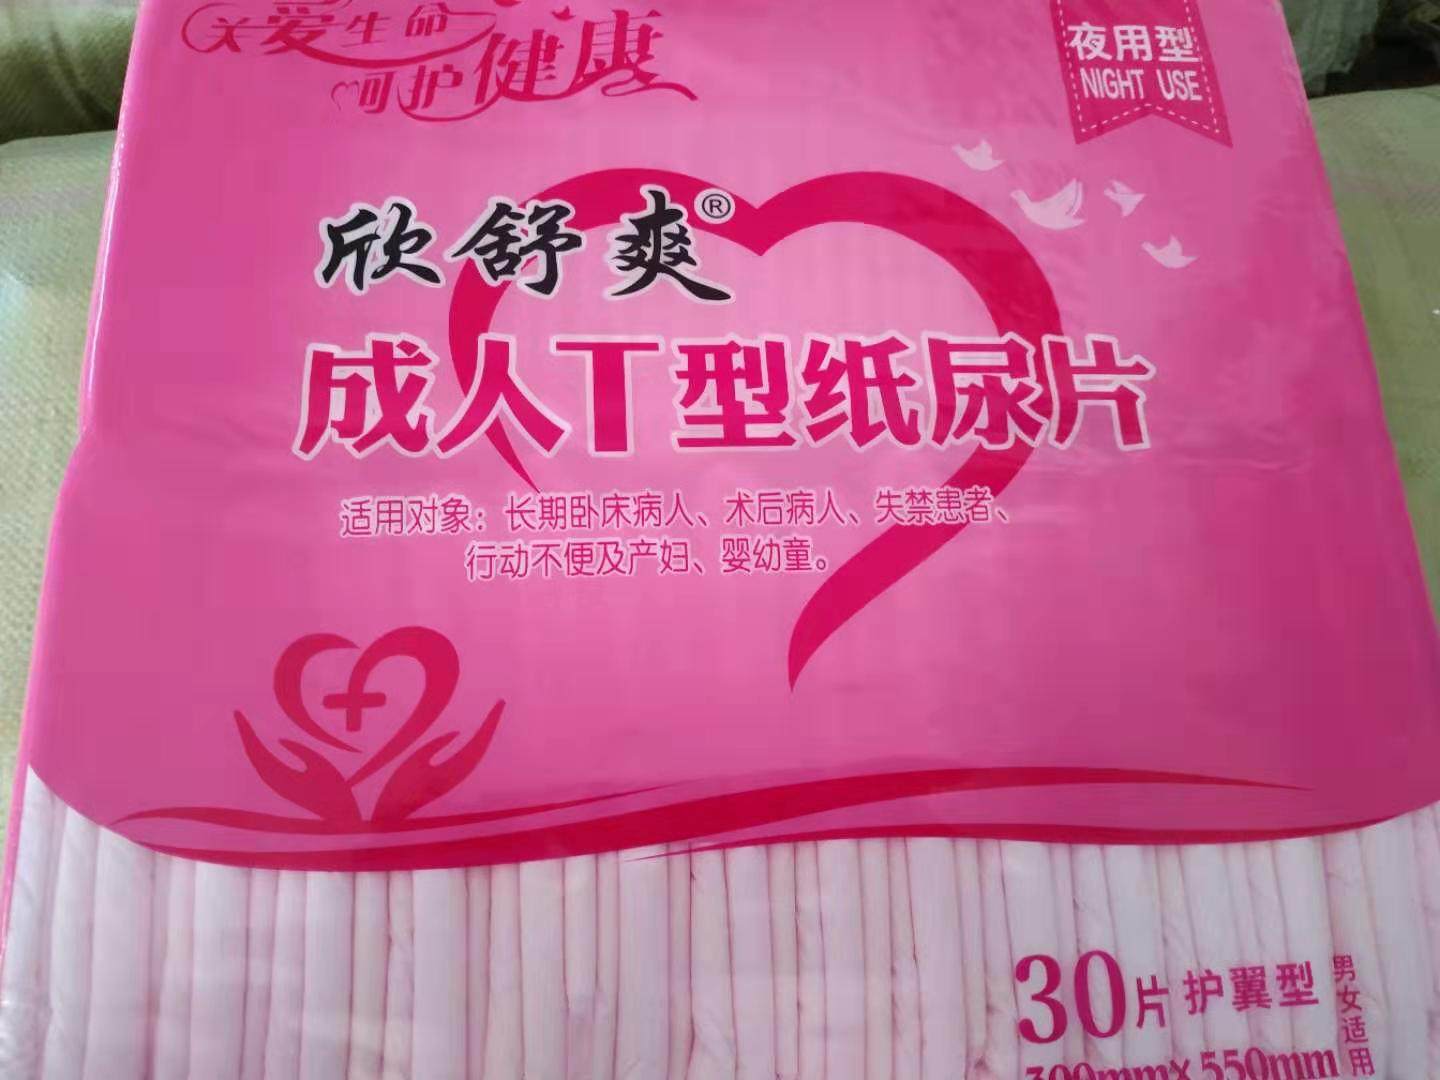 关爱生命
呵护健康
夜用型
NIGHT USE
欣舒爽®
成人T型纸尿片
适用对象：长期卧床病人、术后病人、失禁患者、
行动不便及产妇、婴幼童。
30片护翼型
男女适用
300mm×550mm